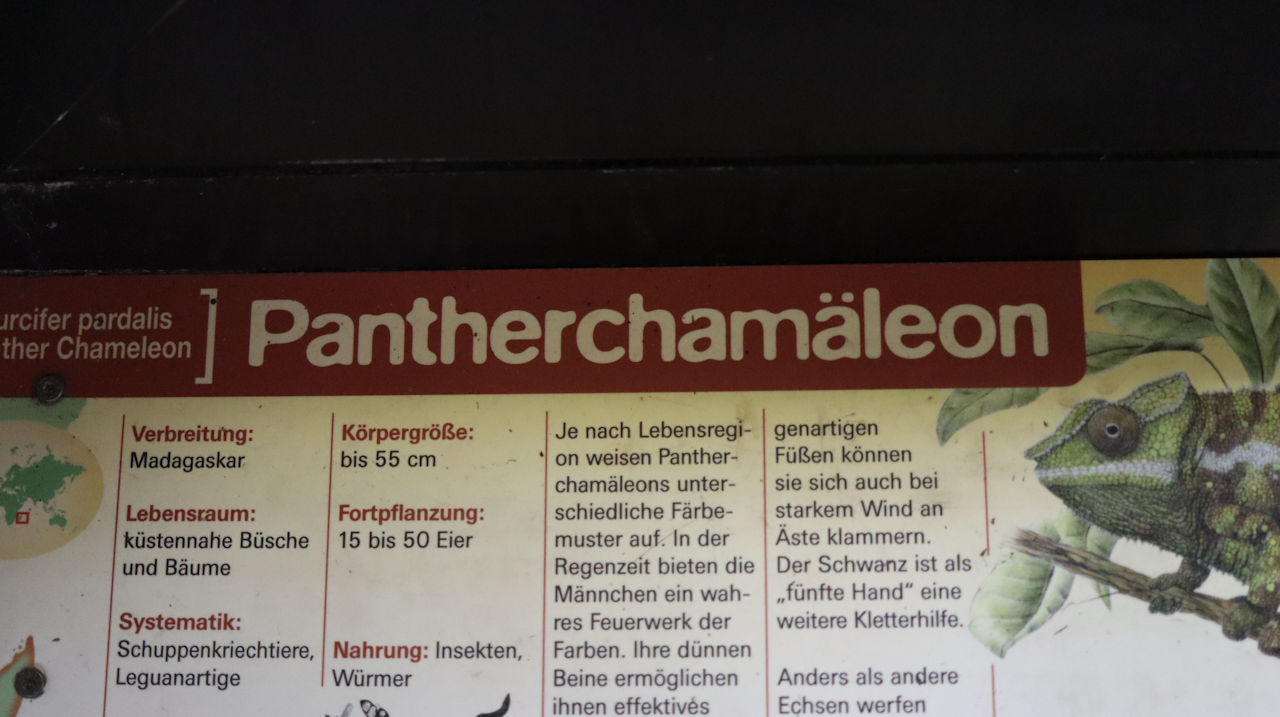 urcifer pardalis
ther Chameleon
]
Pantherchamäleon
Verbreitung:
Madagaskar
Lebensraum:
küstennahe Büsche
und Bäume
Systematik:
Schuppenkriechtiere,
Leguanartige
Körpergröße:
bis 55 cm
Fortpflanzung:
15 bis 50 Eier
Nahrung: Insekten,
Würmer
Je nach Lebensregi-
on weisen Panther-
chamäleons unter-
schiedliche Färbe-
muster auf. In der
Regenzeit bieten die
Männchen ein wah-
res Feuerwerk der
Farben. Ihre dünnen
Beine ermöglichen
ihnen effektives
genartigen
Füßen können
sie sich auch bei
starkem Wind an
Äste klammern.
Der Schwanz ist als
„fünfte Hand“ eine
weitere Kletterhilfe.
Anders als andere
Echsen werfen